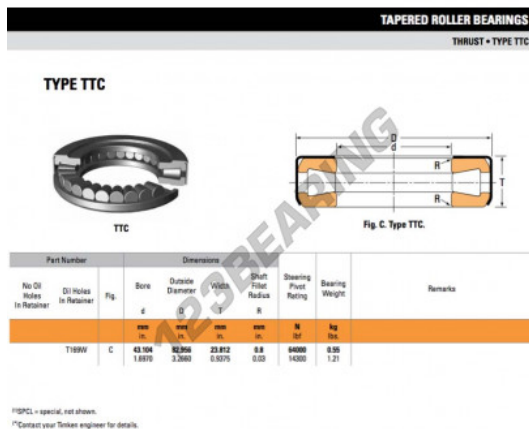 TAPERED ROLLER BEARINGS
THRUST • TYPE TTC
TYPE TTC
D
d
R
T
R
TTC
Fig. C. Type TTC.
123BEARING
Part Number Dimensions
No Oil Holes In Retainer
Oil Holes In Retainer
Fig.
Bore d
Outside Diameter D
Width T
Shaft Fillet Radius R
Steering Pivot Rating
Bearing Weight
Remarks
mm mm mm mm N kg
in. in. in. in. lbf lbs.
T169W C 43.104 82.956 23.812 0.8 64000 0.55
1.6970 3.2660 0.9375 0.03 14300 1.21
SPCL = special, not shown.
Contact your Timken engineer for details.